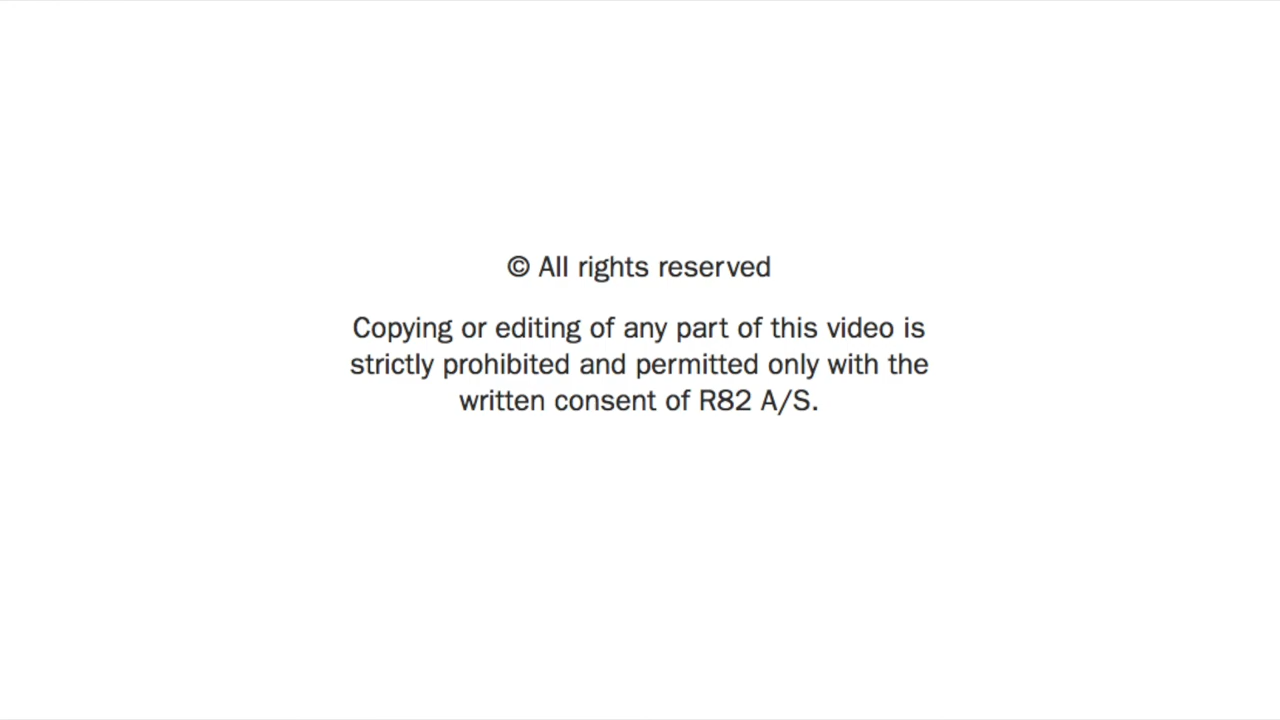 © All rights reserved
Copying or editing of any part of this video is
strictly prohibited and permitted only with the
written consent of R82 A/S.